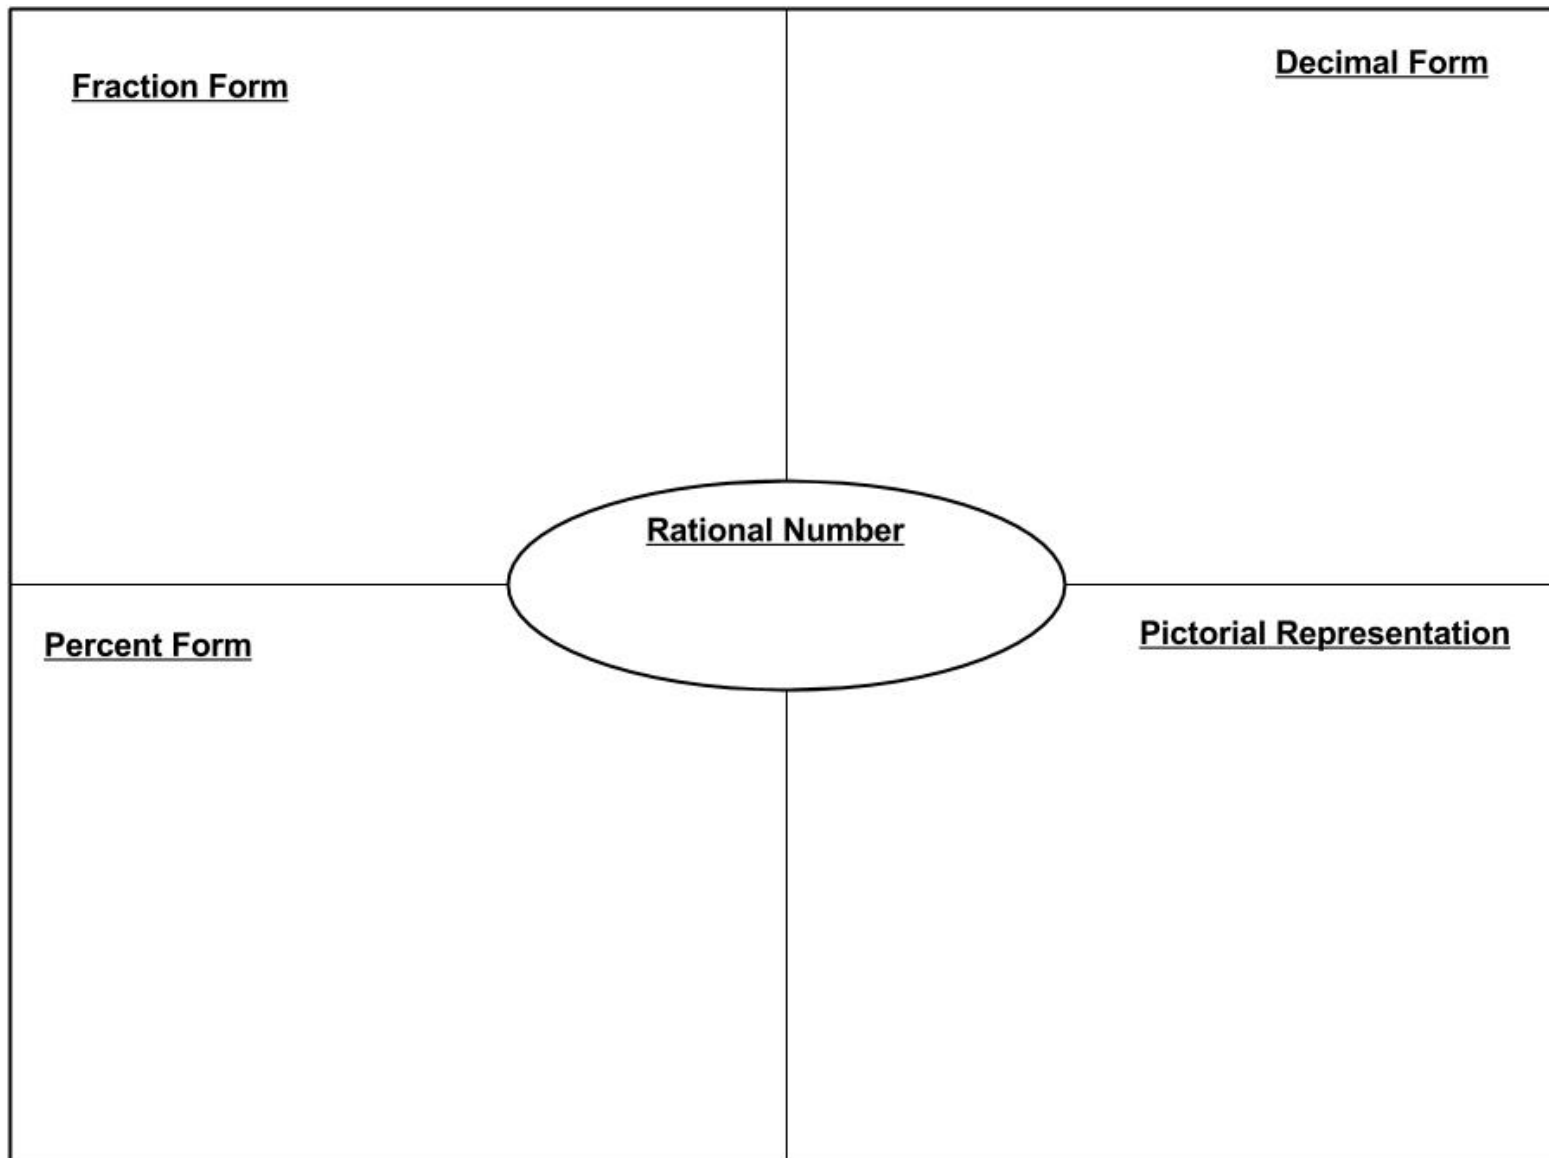 Fraction Form
Decimal Form
Rational Number
Percent Form
Pictorial Representation